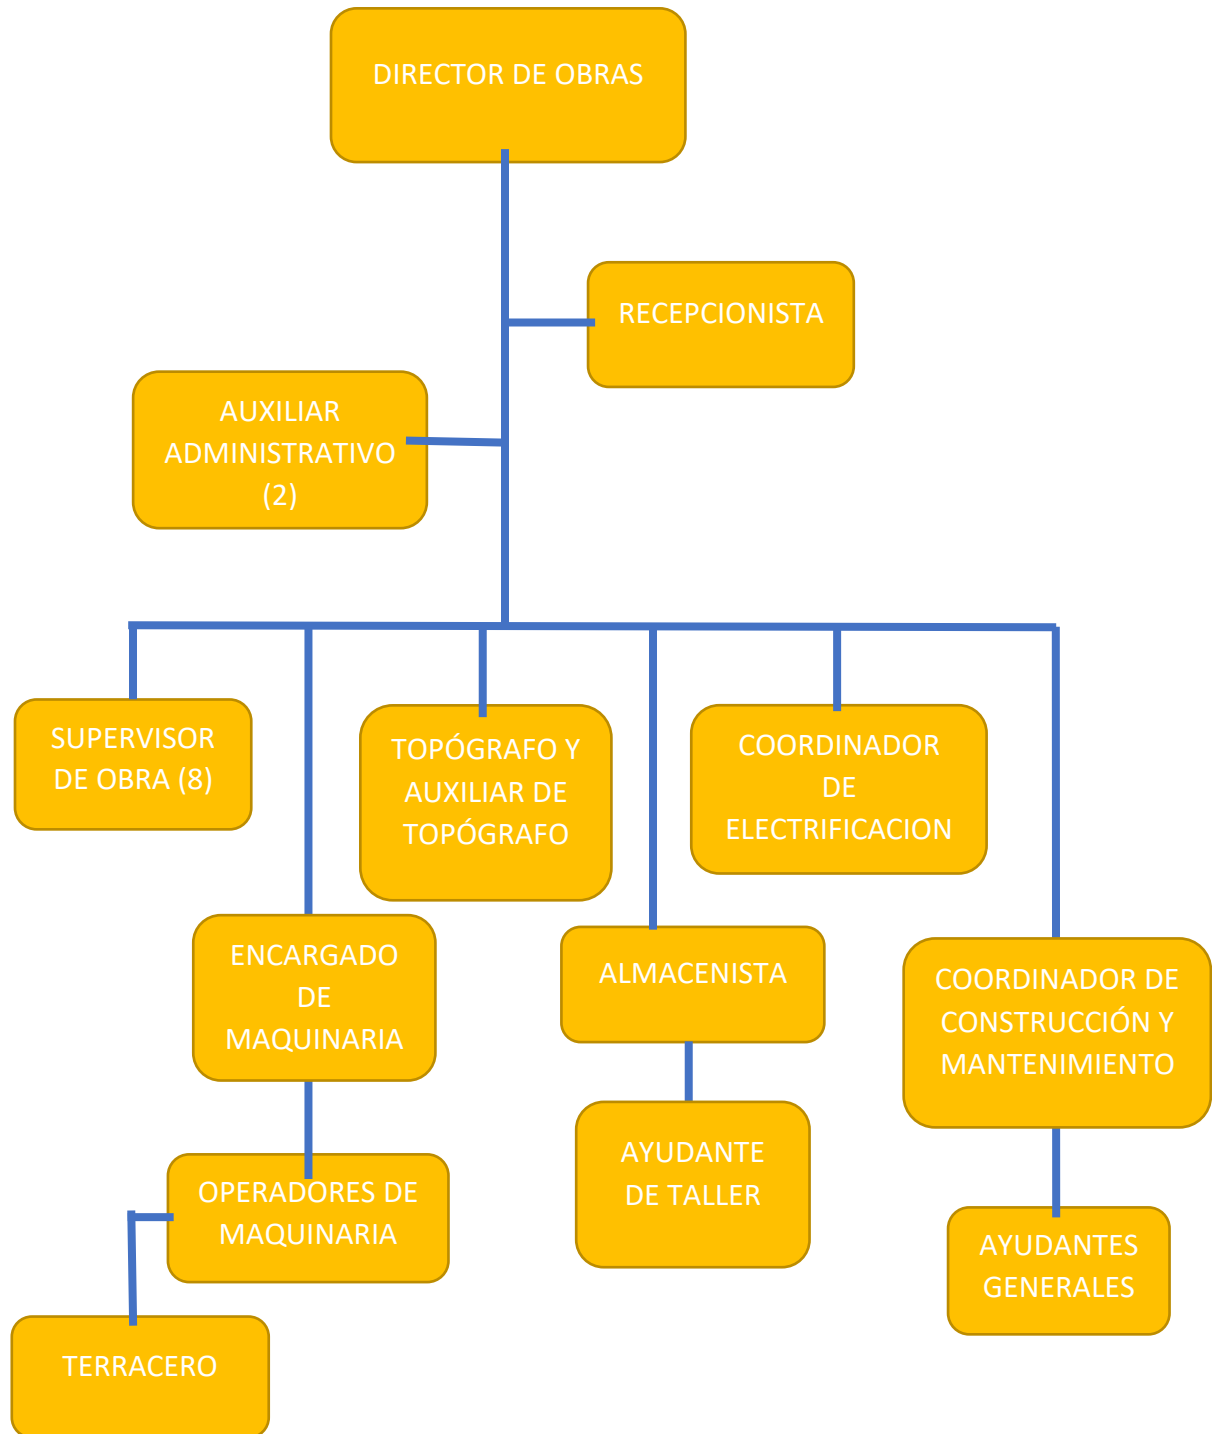 DIRECTOR DE OBRAS
RECEPCIONISTA
AUXILIAR
ADMINISTRATIVO
(2)
SUPERVISOR
DE OBRA (8)
TOPÓGRAFO Y
AUXILIAR DE
TOPÓGRAFO
COORDINADOR
DE
ELECTRIFICACION
ENCARGADO
DE
MAQUINARIA
ALMACENISTA
COORDINADOR DE
CONSTRUCCIÓN Y
MANTENIMIENTO
AYUDANTE
DE TALLER
OPERADORES DE
MAQUINARIA
AYUDANTES
GENERALES
TERRACERO